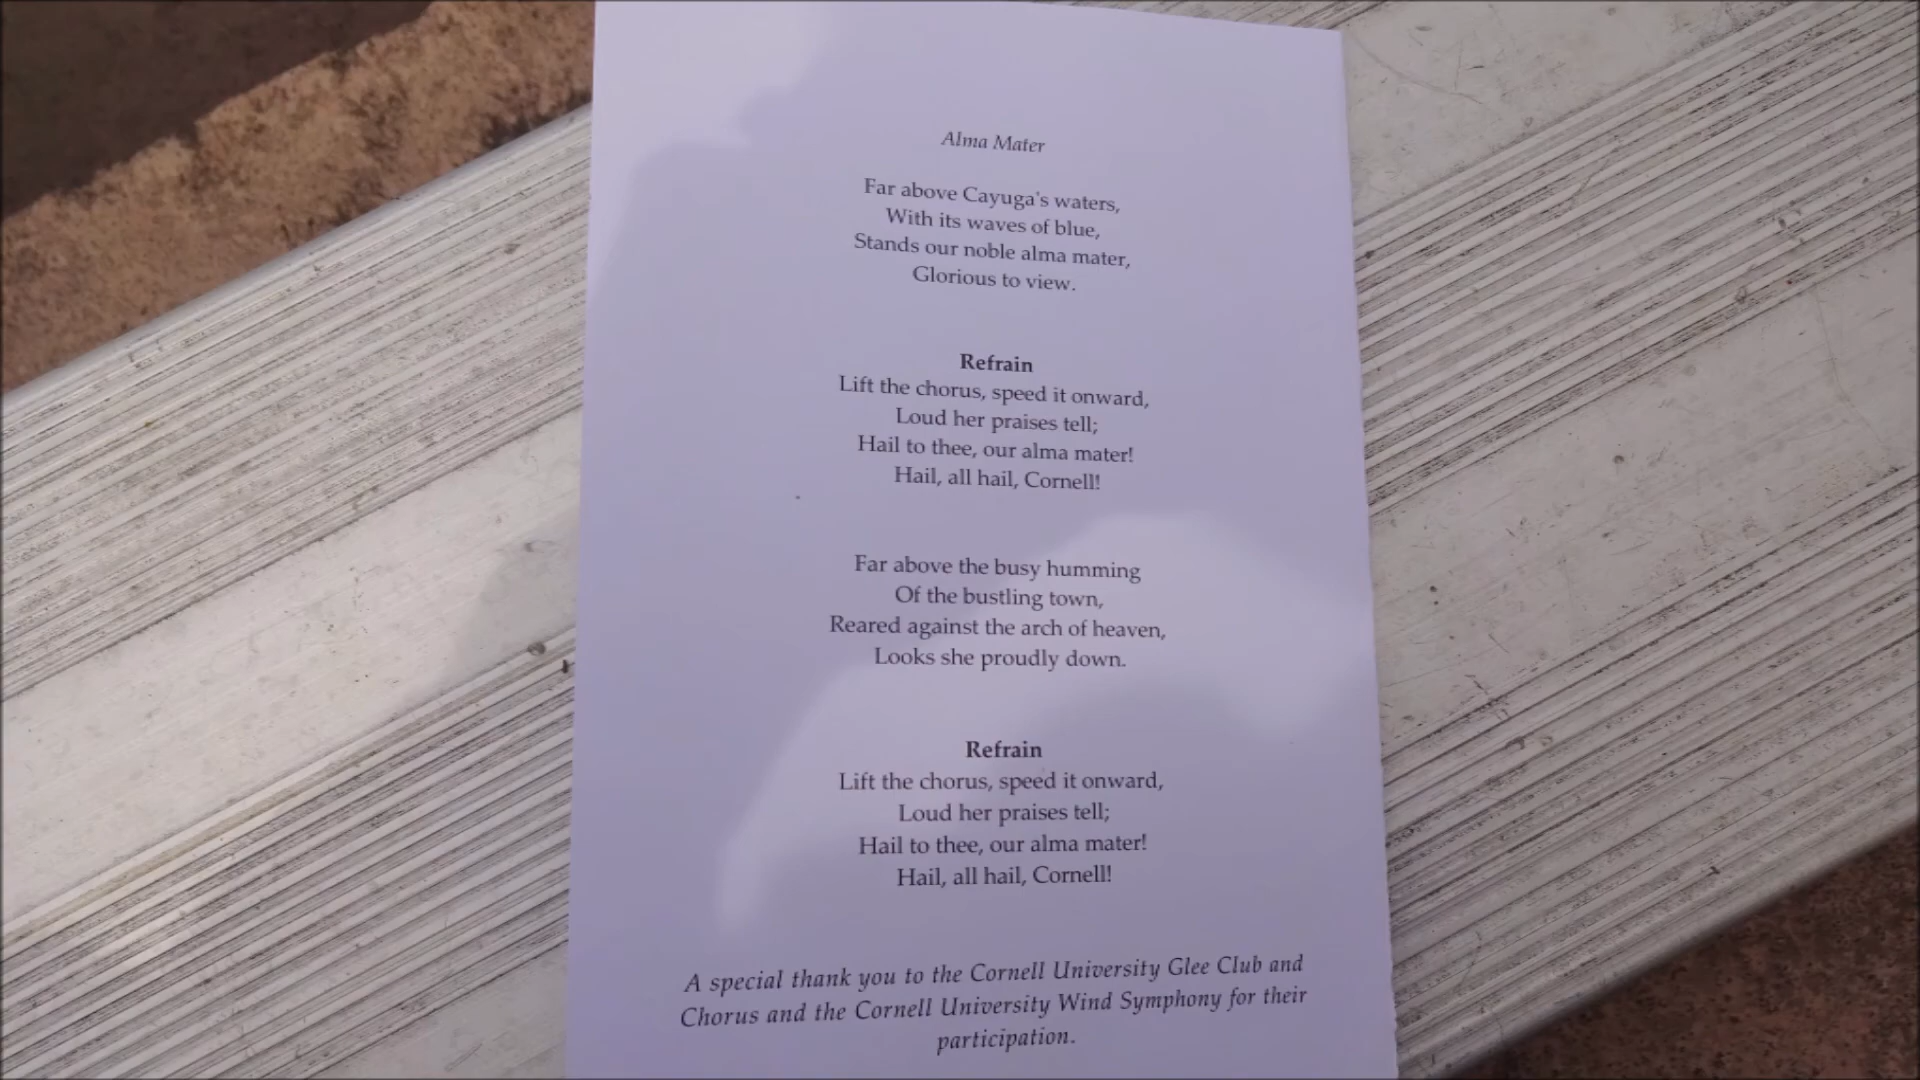 Alma Mater
Far above Cayuga's waters,
With its waves of blue,
Stands our noble alma mater,
Glorious to view.
Refrain
Lift the chorus, speed it onward,
Loud her praises tell;
Hail to thee, our alma mater!
Hail, all hail, Cornell!
Far above the busy humming
Of the bustling town,
Reared against the arch of heaven,
Looks she proudly down.
Refrain
Lift the chorus, speed it onward,
Loud her praises tell;
Hail to thee, our alma mater!
Hail, all hail, Cornell!
A special thank you to the Cornell University Glee Club and
Chorus and the Cornell University Wind Symphony for their
participation.